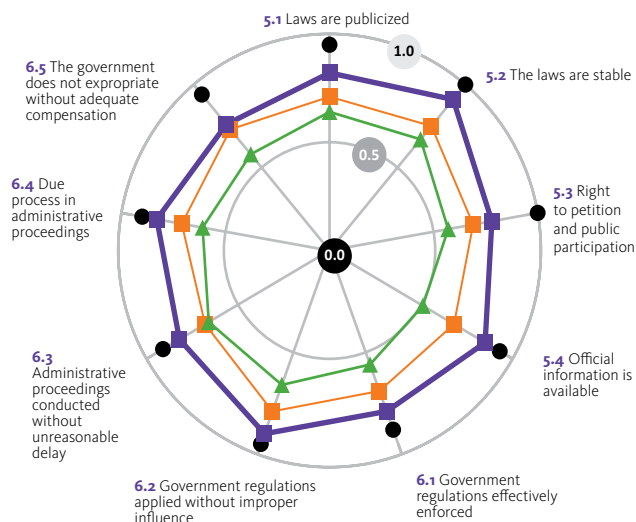 5.1 Laws are publicized
1.0
5.2 The laws are stable
0.5
5.3 Right
to petition
and public
participation
0.0
5.4 Official
information is
available
6.1 Government
regulations effectively
enforced
6.2 Government regulations
applied without improper
influence
6.3
Administrative
proceedings
conducted
without
unreasonable
delay
6.4 Due
process in
administrative
proceedings
6.5 The government
does not expropriate
without adequate
compensation